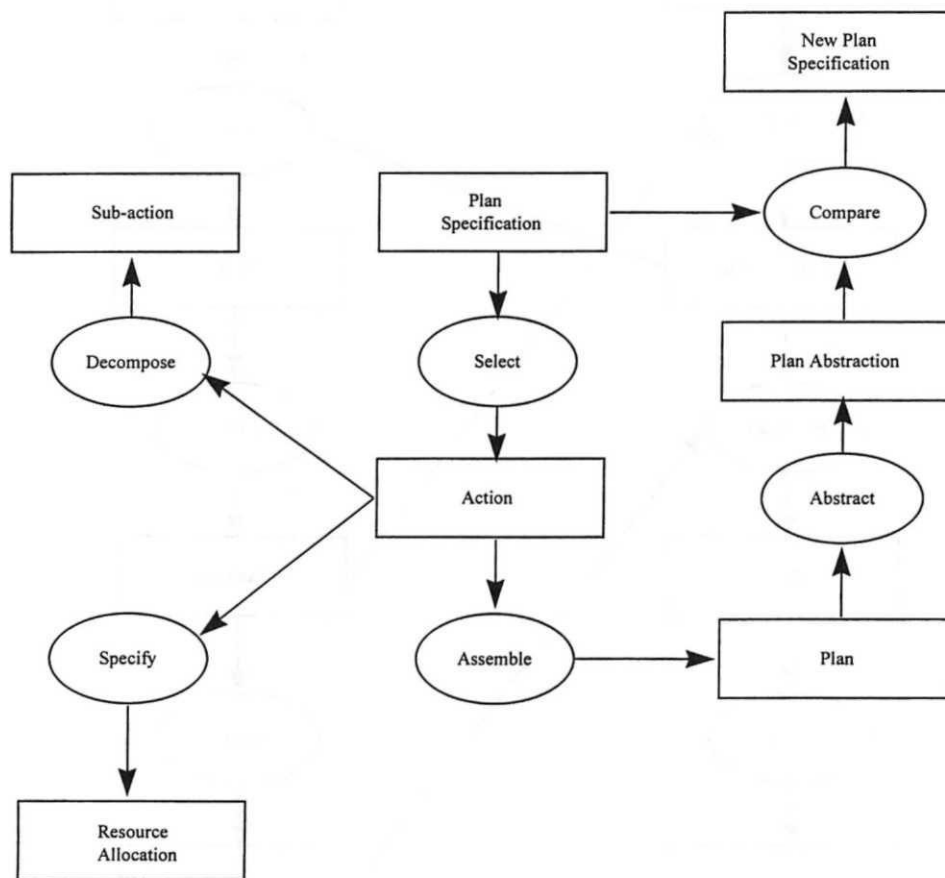 New Plan
Specification
Sub-action
Plan
Specification
Compare
Decompose
Select
Plan Abstraction
Action
Abstract
Specify
Assemble
Plan
Resource
Allocation